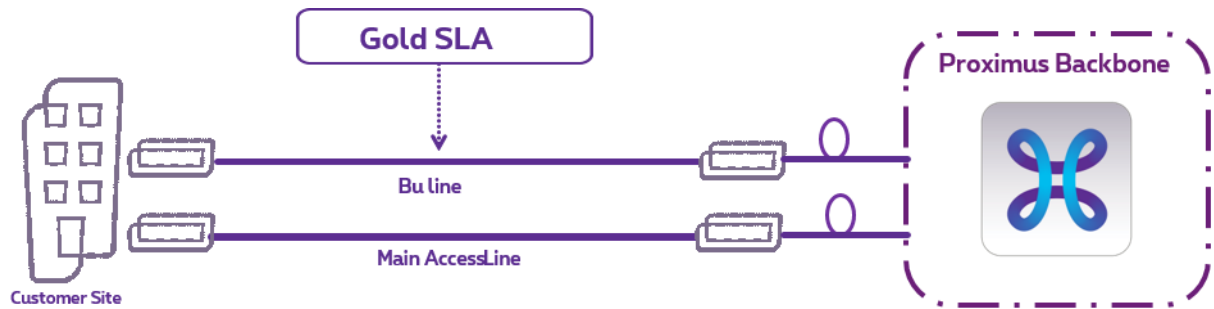 Gold SLA
Proximus Backbone
Bu line
Main AccessLine
Customer Site